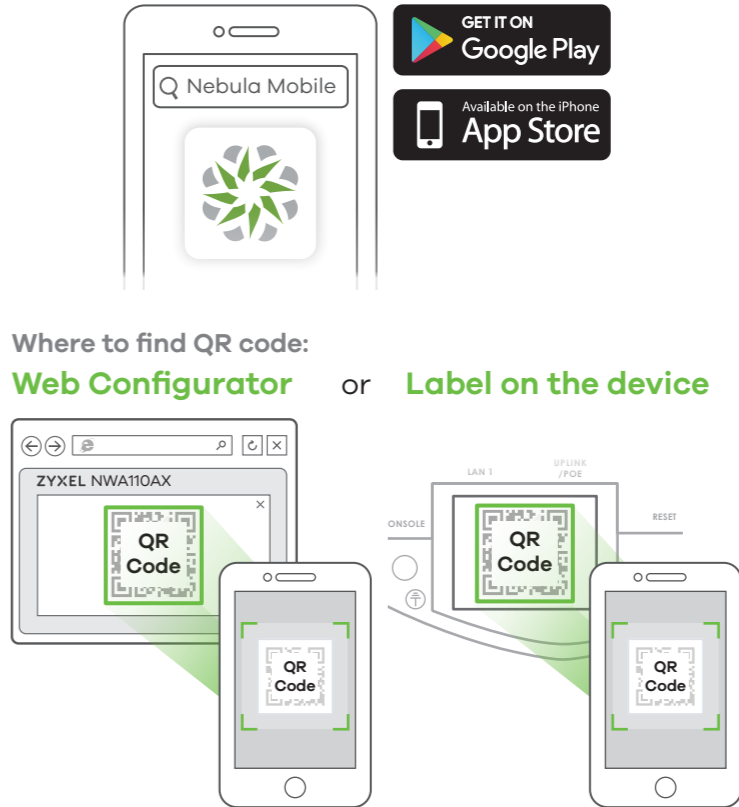 Nebula Mobile
GET IT ON
Google Play
Available on the iPhone
App Store
Where to find QR code:
Web Configurator or Label on the device
ZYXEL NWA110AX
QR
Code
QR
Code
LAN 1
UPLINK
/POE
ONSOLE
RESET
QR
Code
QR
Code